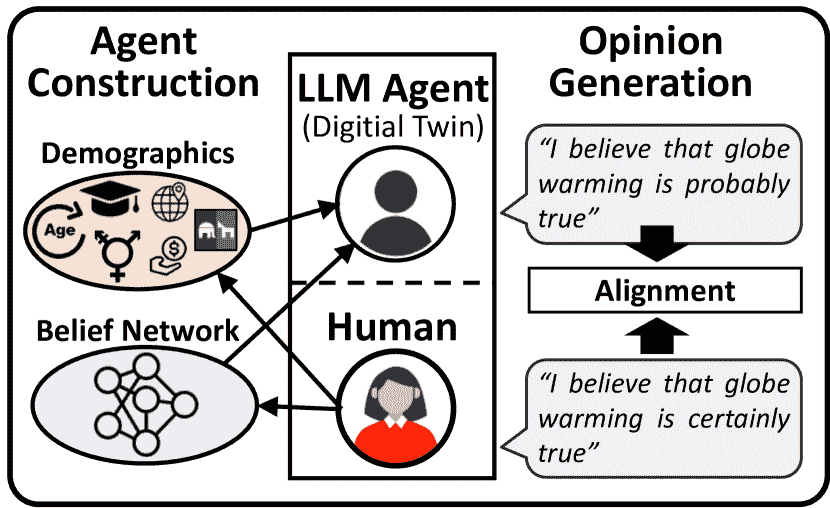 Agent
Construction
Demographics
Age
$
Belief Network
LLM Agent
(Digitial Twin)
Human
Opinion
Generation
“I believe that globe
warming is probably
true”
Alignment
“I believe that globe
warming is certainly
true”